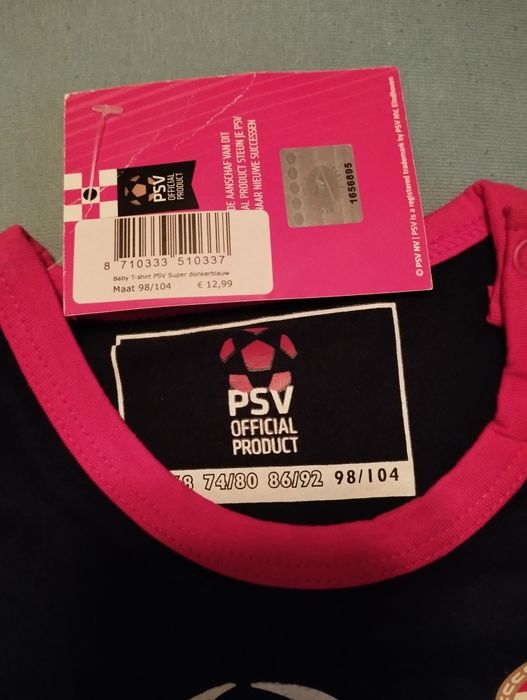 DE AANSCHAF VAN DIT
AL PRODUCT STEUN JE PSV
NAAR NIEUWE SUCCESSEN
1656895
© PSV NV | PSV is a registered trademark by PSV NV, Eindhoven
PSV
OFFICIAL
PRODUCT
8 710333 510337
Baby T-shirt PSV Super donkerblauw
Maat 98/104 € 12,99
PSV
OFFICIAL
PRODUCT
74/80 86/92 98/104